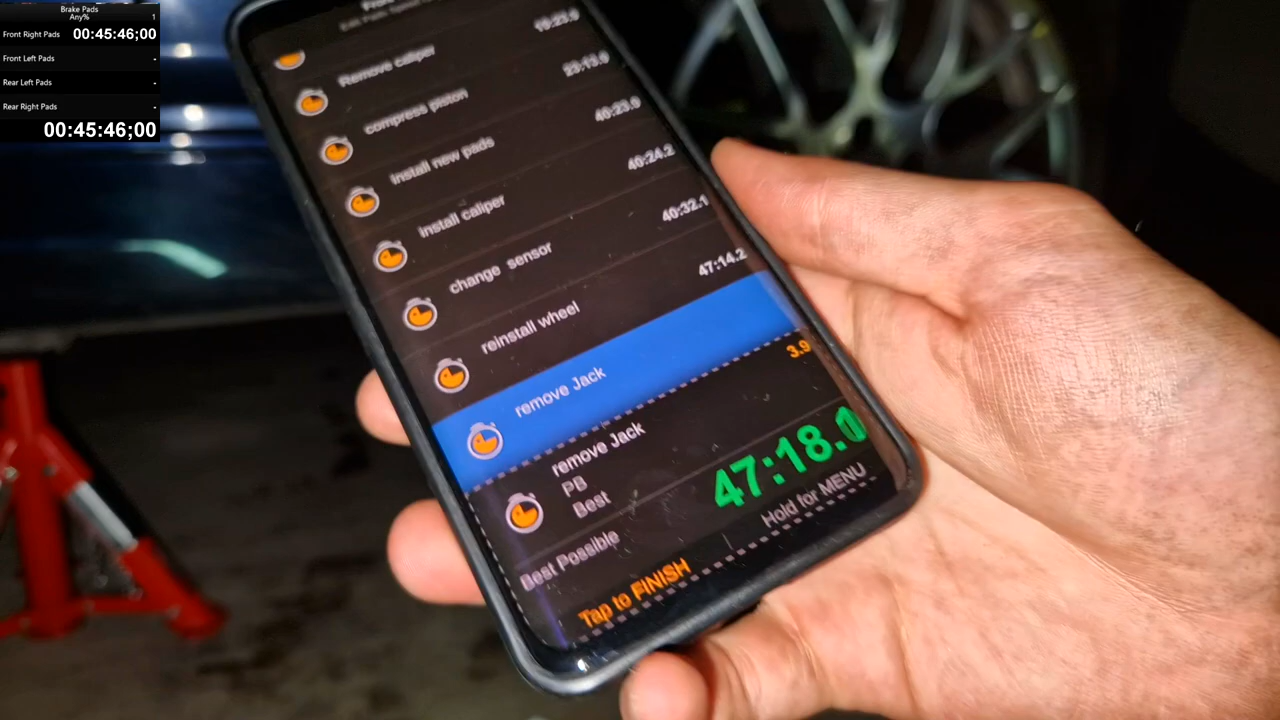 Brake Pads
Any% 1
Front Right Pads 00:45:46;00
Front Left Pads -
Rear Left Pads -
Rear Right Pads -
00:45:46;00
19:23.9
Remove caliper 23:13.9
compress piston 40:23.9
install new pads 40:24.2
install caliper 40:32.1
change sensor 47:14.2
reinstall wheel
remove Jack
3.9
remove Jack
PB
Best
47:18.0
Best Possible
Hold for MENU
Tap to FINISH